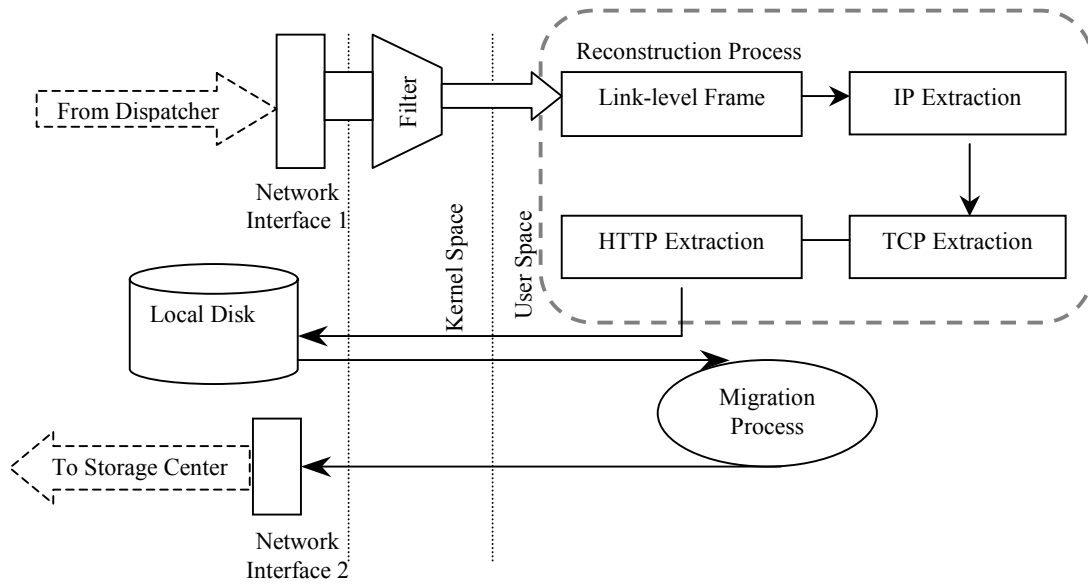 Reconstruction Process
From Dispatcher
Filter
Link-level Frame
IP Extraction
Network
Interface 1
HTTP Extraction
TCP Extraction
Kernel Space
User Space
Local Disk
Migration
Process
To Storage Center
Network
Interface 2